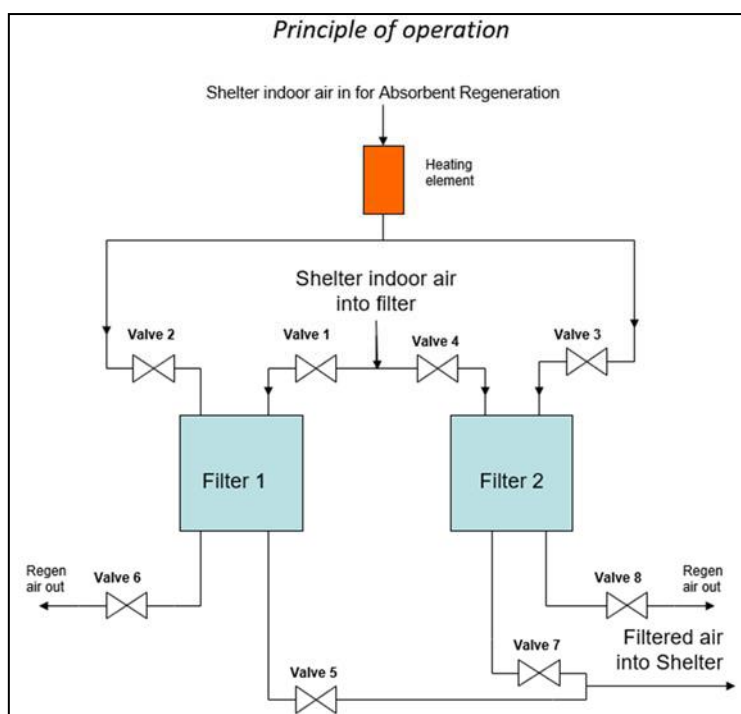 Principle of operation
Shelter indoor air in for Absorbent Regeneration
Heating
element
Shelter indoor air
into filter
Valve 2
Valve 1
Valve 4
Valve 3
Filter 1
Filter 2
Regen
air out
Valve 6
Valve 8
Regen
air out
Valve 7
Filtered air
into Shelter
Valve 5